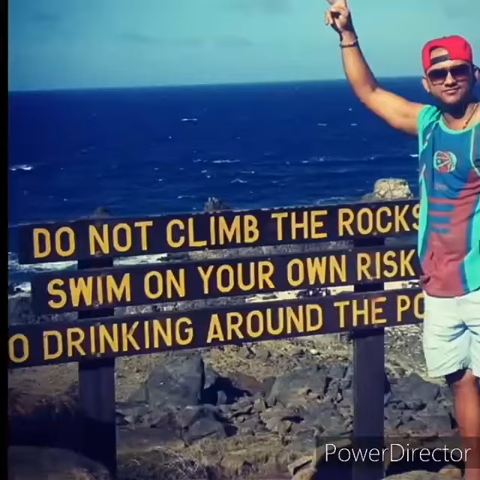 DO NOT CLIMB THE ROCKS
SWIM ON YOUR OWN RISK
O DRINKING AROUND THE PO
PowerDirector